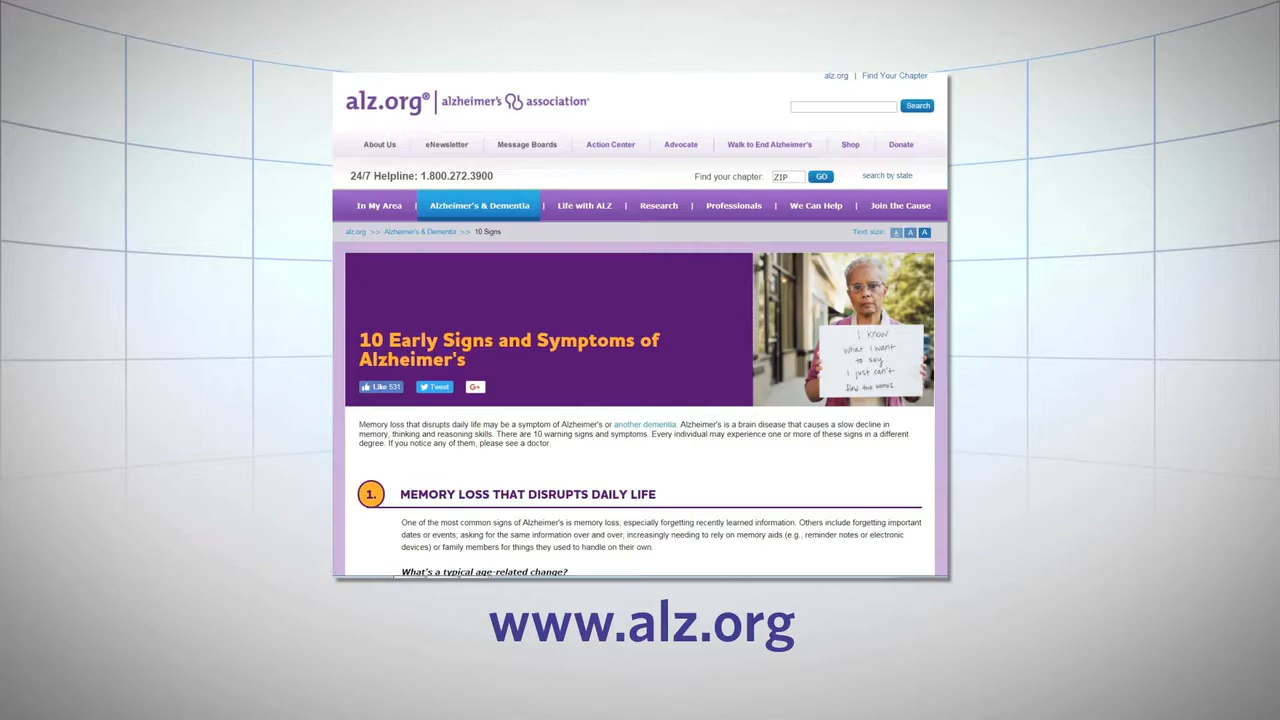 alz.org | Find Your Chapter
alz.org® | alzheimer's association®
Search
About Us eNewsletter Message Boards Action Center Advocate Walk to End Alzheimer's Shop Donate
24/7 Helpline: 1.800.272.3900 Find your chapter: ZIP GO search by state
In My Area | Alzheimer's & Dementia | Life with ALZ | Research | Professionals | We Can Help | Join the Cause
alz.org >> Alzheimer's & Dementia >> 10 Signs Text size: A A A
10 Early Signs and Symptoms of
Alzheimer's
Like 531 Tweet G+
I know
what I want
to say
I just can't
find the words
Memory loss that disrupts daily life may be a symptom of Alzheimer's or another dementia. Alzheimer's is a brain disease that causes a slow decline in
memory, thinking and reasoning skills. There are 10 warning signs and symptoms. Every individual may experience one or more of these signs in a different
degree. If you notice any of them, please see a doctor.
1. MEMORY LOSS THAT DISRUPTS DAILY LIFE
One of the most common signs of Alzheimer's is memory loss, especially forgetting recently learned information. Others include forgetting important
dates or events; asking for the same information over and over; increasingly needing to rely on memory aids (e.g., reminder notes or electronic
devices) or family members for things they used to handle on their own.
What's a typical age-related change?
www.alz.org